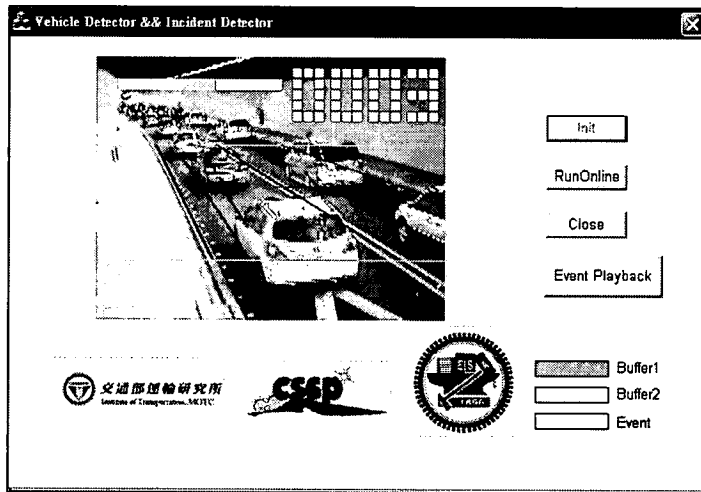 Vehicle Detector && Incident Detector
Init
RunOnline
Close
Event Playback
交通部運輸研究所
Institute of Transportation, MOTC
cssp
Buffer1
Buffer2
Event